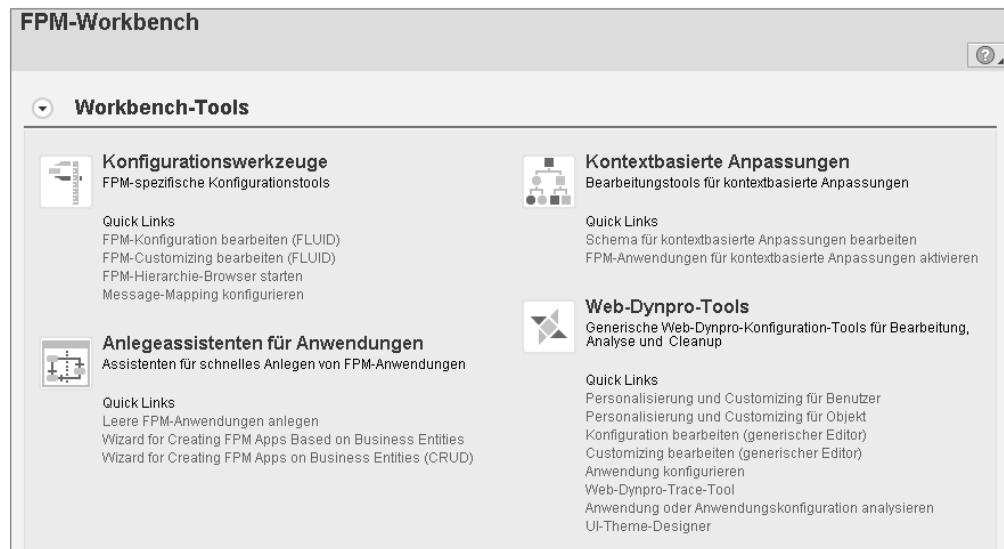 FPM-Workbench
Workbench-Tools
Konfigurationswerkzeuge
FPM-spezifische Konfigurationstools
Quick Links
FPM-Konfiguration bearbeiten (FLUID)
FPM-Customizing bearbeiten (FLUID)
FPM-Hierarchie-Browser starten
Message-Mapping konfigurieren
Anlegeassistenten für Anwendungen
Assistenten für schnelles Anlegen von FPM-Anwendungen
Quick Links
Leere FPM-Anwendungen anlegen
Wizard for Creating FPM Apps Based on Business Entities
Wizard for Creating FPM Apps on Business Entities (CRUD)
Kontextbasierte Anpassungen
Bearbeitungstools für kontextbasierte Anpassungen
Quick Links
Schema für kontextbasierte Anpassungen bearbeiten
FPM-Anwendungen für kontextbasierte Anpassungen aktivieren
Web-Dynpro-Tools
Generische Web-Dynpro-Konfiguration-Tools für Bearbeitung,
Analyse und Cleanup
Quick Links
Personalisierung und Customizing für Benutzer
Personalisierung und Customizing für Objekt
Konfiguration bearbeiten (generischer Editor)
Customizing bearbeiten (generischer Editor)
Anwendung konfigurieren
Web-Dynpro-Trace-Tool
Anwendung oder Anwendungskonfiguration analysieren
UI-Theme-Designer